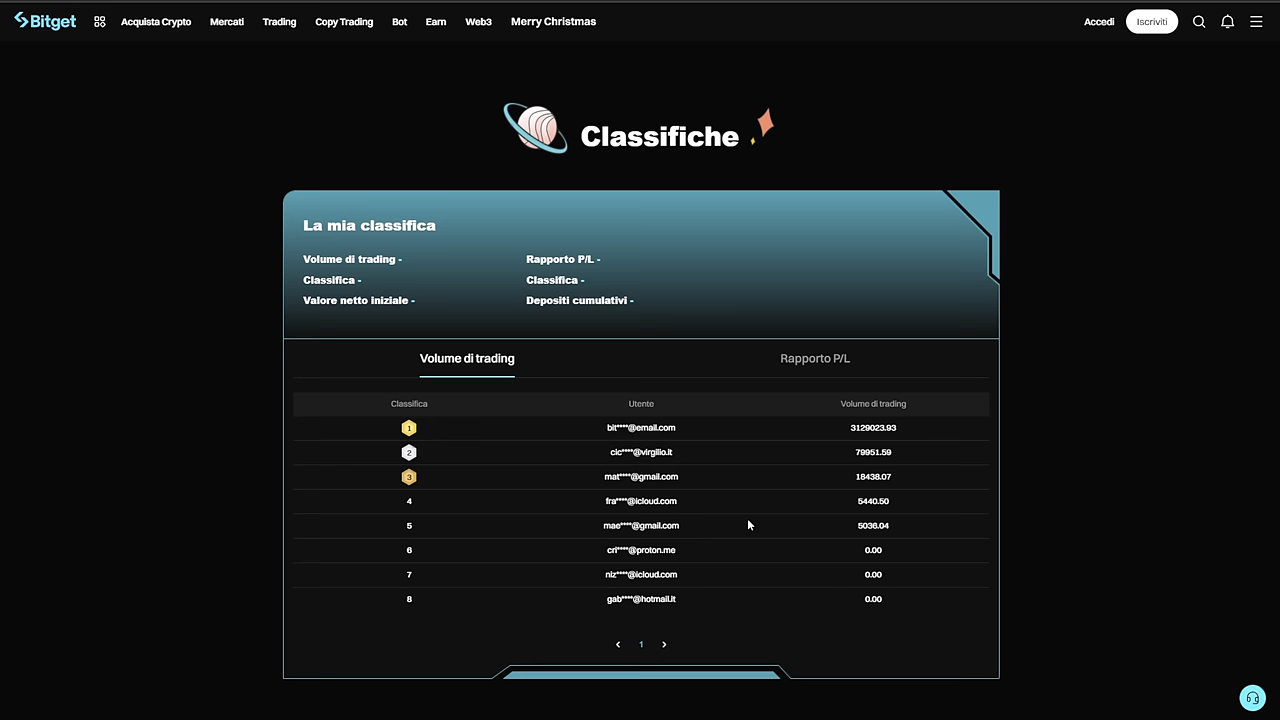 Bitget Acquista Crypto Mercati Trading Copy Trading Bot Earn Web3 Merry Christmas Accedi Iscriviti
Classifiche
La mia classifica
Volume di trading - Rapporto P/L -
Classifica - Classifica -
Valore netto iniziale - Depositi cumulativi -
Volume di trading Rapporto P/L
Classifica Utente Volume di trading
1 bit****@email.com 3129023.93
2 cic****@virgilio.it 79951.59
3 mat****@gmail.com 18438.07
4 fra****@icloud.com 5440.50
5 mae****@gmail.com 5036.04
6 cri****@proton.me 0.00
7 niz****@icloud.com 0.00
8 gab****@hotmail.it 0.00
1